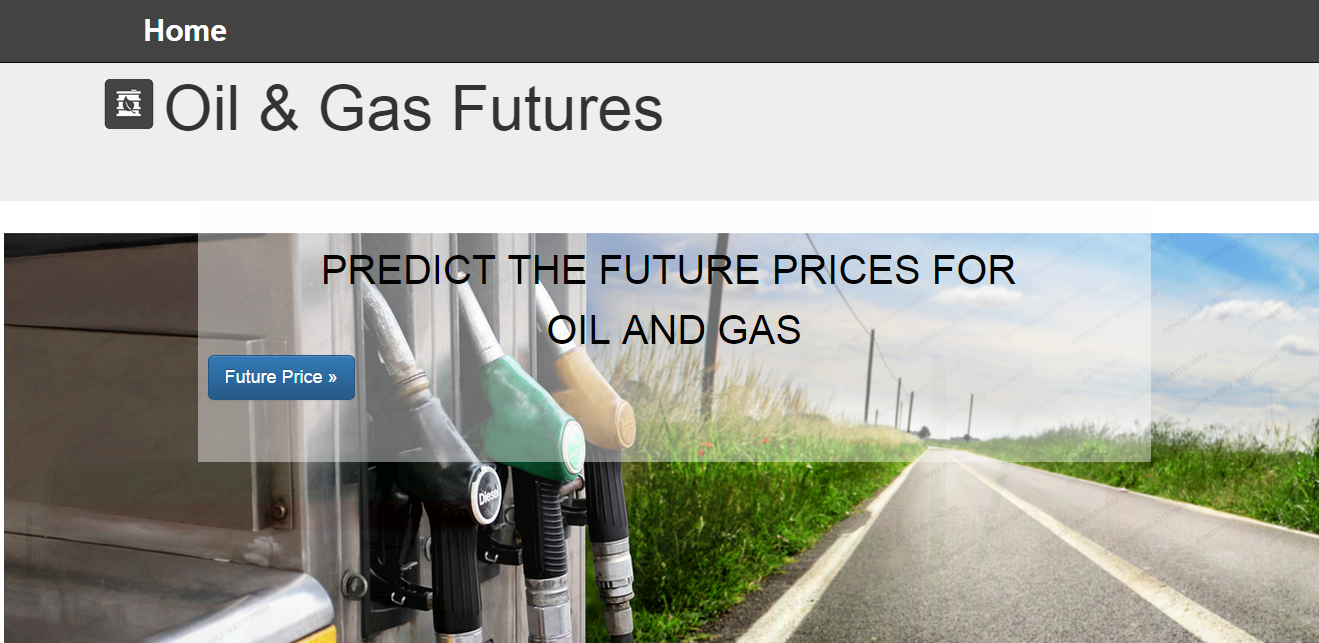 Home
Oil & Gas Futures
PREDICT THE FUTURE PRICES FOR
OIL AND GAS
Future Price »
Diesel